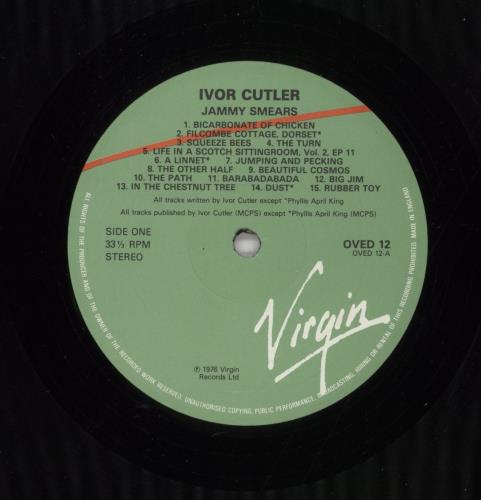 IVOR CUTLER
JAMMY SMEARS
1. BICARBONATE OF CHICKEN
2. FILCOMBE COTTAGE, DORSET*
3. SQUEEZE BEES 4. THE TURN
5. LIFE IN A SCOTCH SITTINGROOM, Vol. 2, EP 11
6. A LINNET* 7. JUMPING AND PECKING
8. THE OTHER HALF 9. BEAUTIFUL COSMOS
10. THE PATH 11. BARABADABADA 12. BIG JIM
13. IN THE CHESTNUT TREE 14. DUST* 15. RUBBER TOY
All tracks written by Ivor Cutler except *Phyllis April King
All tracks published by Ivor Cutler (MCPS) except *Phyllis April King (MCPS)
SIDE ONE
33⅓ RPM
STEREO
OVED 12
OVED 12-A
Virgin
℗ 1976 Virgin
Records Ltd
ALL RIGHTS OF THE PRODUCER AND OF THE OWNER OF THE RECORDED WORK RESERVED. UNAUTHORISED COPYING, PUBLIC PERFORMANCE, BROADCASTING, HIRING OR RENTAL OF THIS RECORDING PROHIBITED. MADE IN ENGLAND